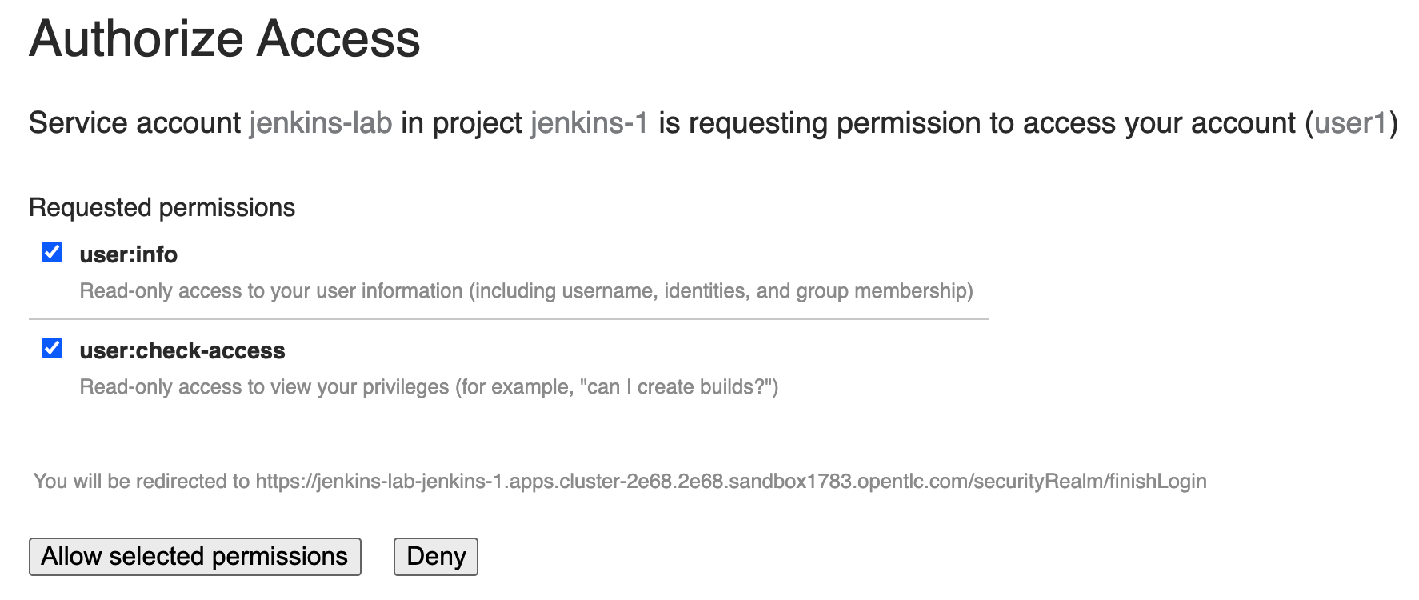 Authorize Access
Service account jenkins-lab in project jenkins-1 is requesting permission to access your account (user1)
Requested permissions
user:info
Read-only access to your user information (including username, identities, and group membership)
user:check-access
Read-only access to view your privileges (for example, "can I create builds?")
You will be redirected to https://jenkins-lab-jenkins-1.apps.cluster-2e68.2e68.sandbox1783.opentlc.com/securityRealm/finishLogin
Allow selected permissions Deny